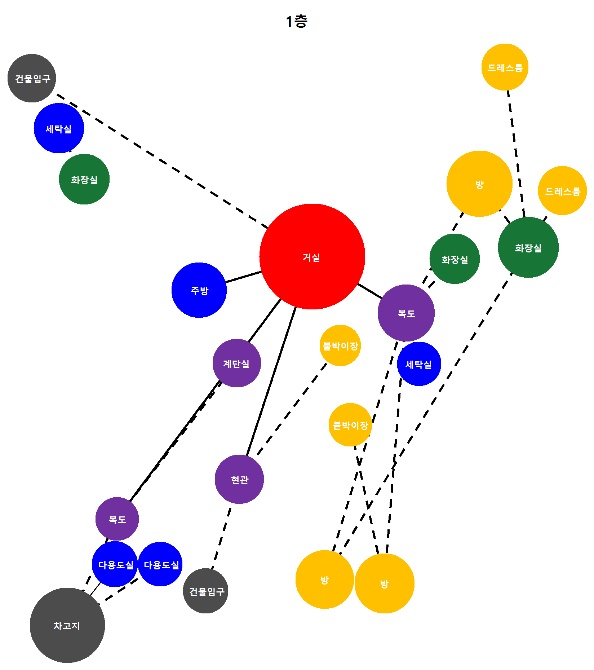 1층
드레스룸
건물입구
세탁실
화장실
방
드레스룸
화장실
화장실
거실
주방
복도
붙박이장
계단실
세탁실
붙박이장
현관
복도
다용도실
다용도실
건물입구
방
방
차고지